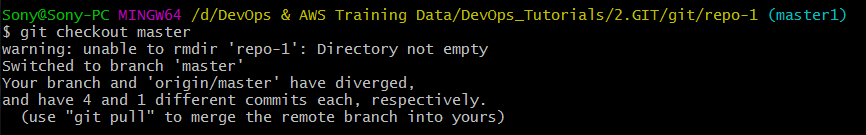 Sony@Sony-PC MINGW64 /d/DevOps & AWS Training Data/DevOps_Tutorials/2.GIT/git/repo-1 (master1)
$ git checkout master
warning: unable to rmdir 'repo-1': Directory not empty
Switched to branch 'master'
Your branch and 'origin/master' have diverged,
and have 4 and 1 different commits each, respectively.
  (use "git pull" to merge the remote branch into yours)